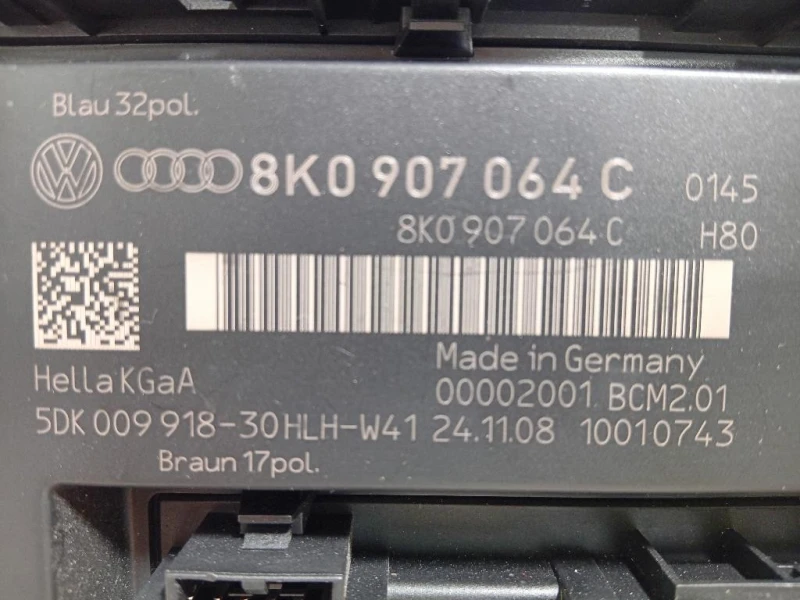 Blau 32pol.
8K0 907 064 C 0145
8K0 907 064 C H80
Made in Germany
Hella KGaA
00002001 BCM2.01
5DK 009 918-30 HLH-W41 24.11.08 10010743
Braun 17pol.